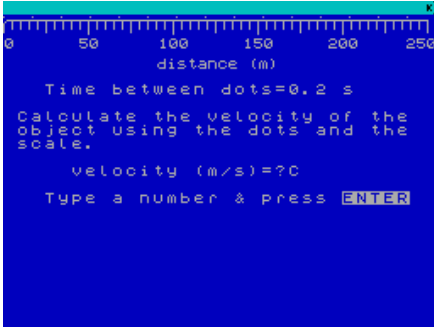 K
0 50 100 150 200 250
distance (m)
Time between dots=0.2 s
Calculate the velocity of the
object using the dots and the
scale.
velocity (m/s)=?C
Type a number & press ENTER